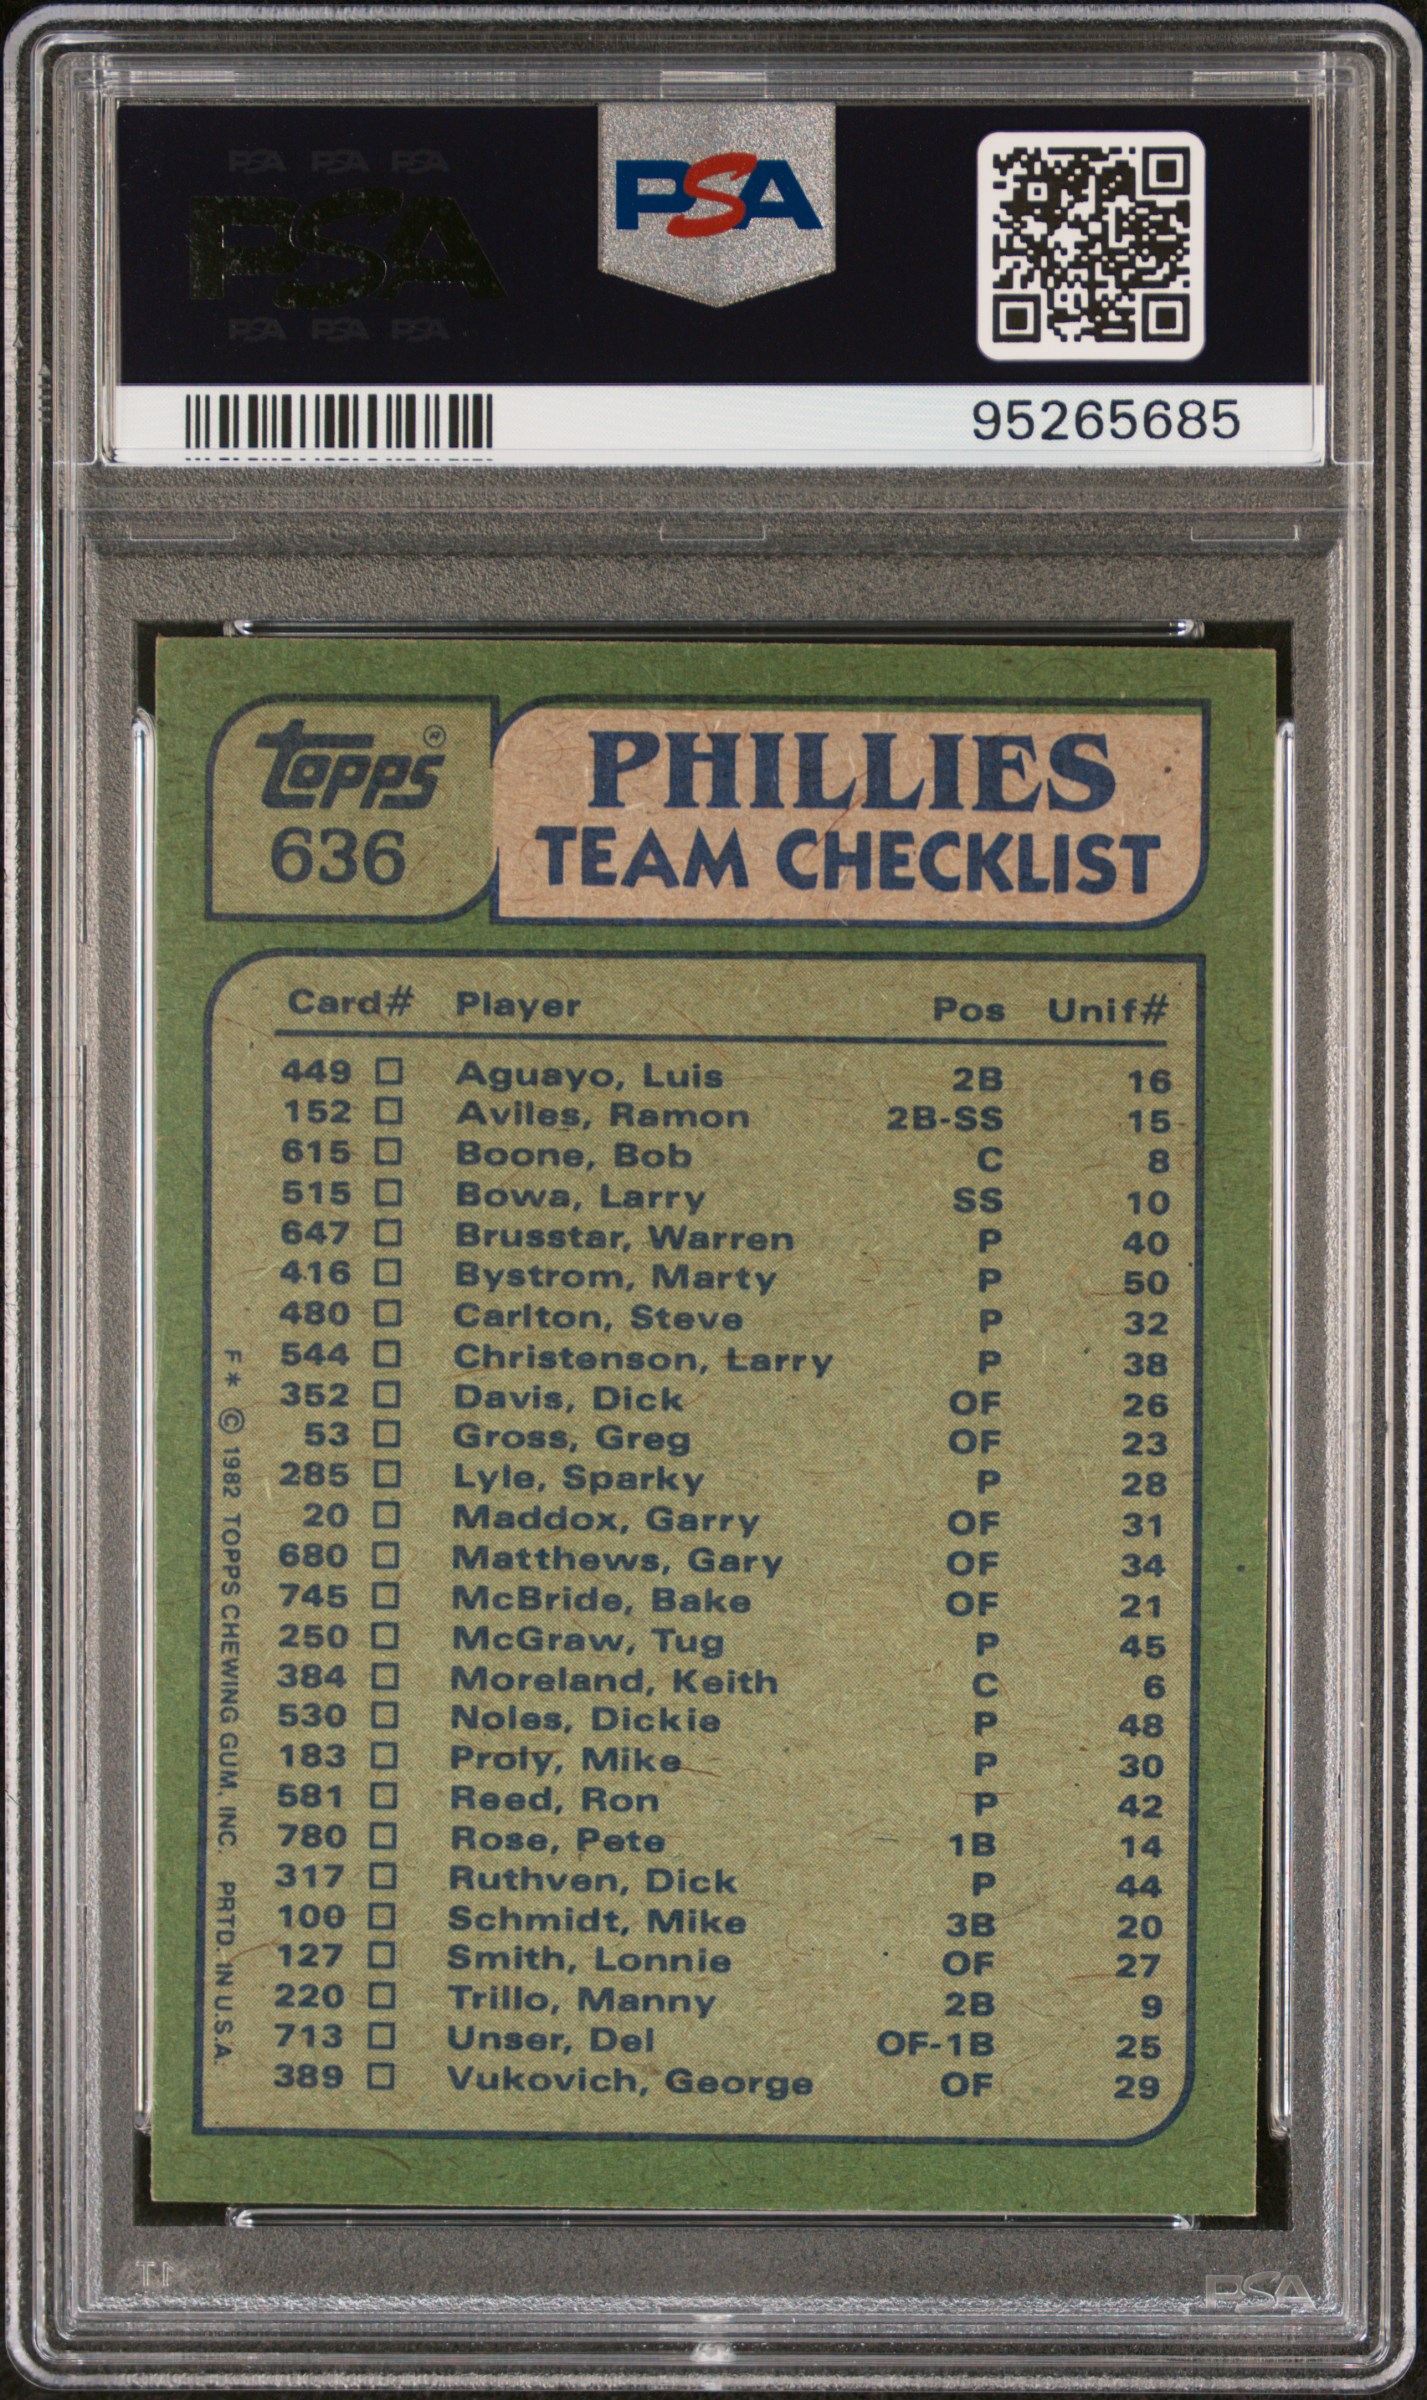 PSA PSA PSA
PSA
PSA PSA PSA
PSA
95265685
Topps®
636
PHILLIES
TEAM CHECKLIST
Card# Player Pos Unif#
449 Aguayo, Luis 2B 16
152 Aviles, Ramon 2B-SS 15
615 Boone, Bob C 8
515 Bowa, Larry SS 10
647 Brusstar, Warren P 40
416 Bystrom, Marty P 50
480 Carlton, Steve P 32
544 Christenson, Larry P 38
352 Davis, Dick OF 26
53 Gross, Greg OF 23
285 Lyle, Sparky P 28
20 Maddox, Garry OF 31
680 Matthews, Gary OF 34
745 McBride, Bake OF 21
250 McGraw, Tug P 45
384 Moreland, Keith C 6
530 Noles, Dickie P 48
183 Proly, Mike P 30
581 Reed, Ron P 42
780 Rose, Pete 1B 14
317 Ruthven, Dick P 44
100 Schmidt, Mike 3B 20
127 Smith, Lonnie OF 27
220 Trillo, Manny 2B 9
713 Unser, Del OF-1B 25
389 Vukovich, George OF 29
F* © 1982 TOPPS CHEWING GUM, INC. PRTD. IN U.S.A.
PSA